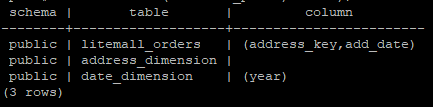 schema | table | column
--------+-------------------+-------------------------
public | litemall_orders | (address_key,add_date)
public | address_dimension |
public | date_dimension | (year)
(3 rows)